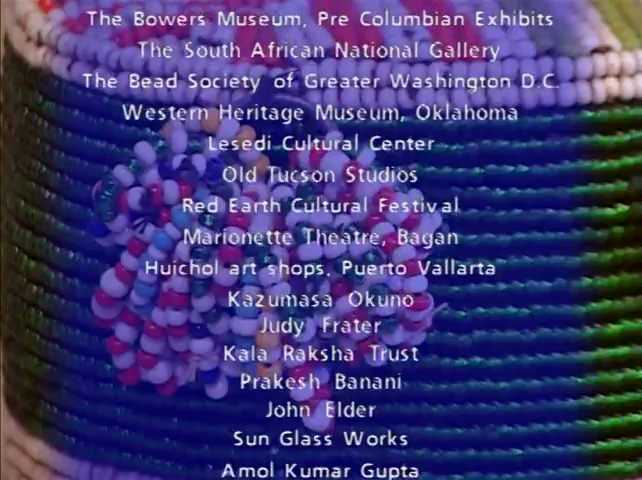 The Bowers Museum, Pre Columbian Exhibits
The South African National Gallery
The Bead Society of Greater Washington D.C.
Western Heritage Museum, Oklahoma
Lesedi Cultural Center
Old Tucson Studios
Red Earth Cultural Festival
Marionette Theatre, Bagan
Huichol art shops, Puerto Vallarta
Kazumasa Okuno
Judy Frater
Kala Raksha Trust
Prakesh Banani
John Elder
Sun Glass Works
Amol Kumar Gupta